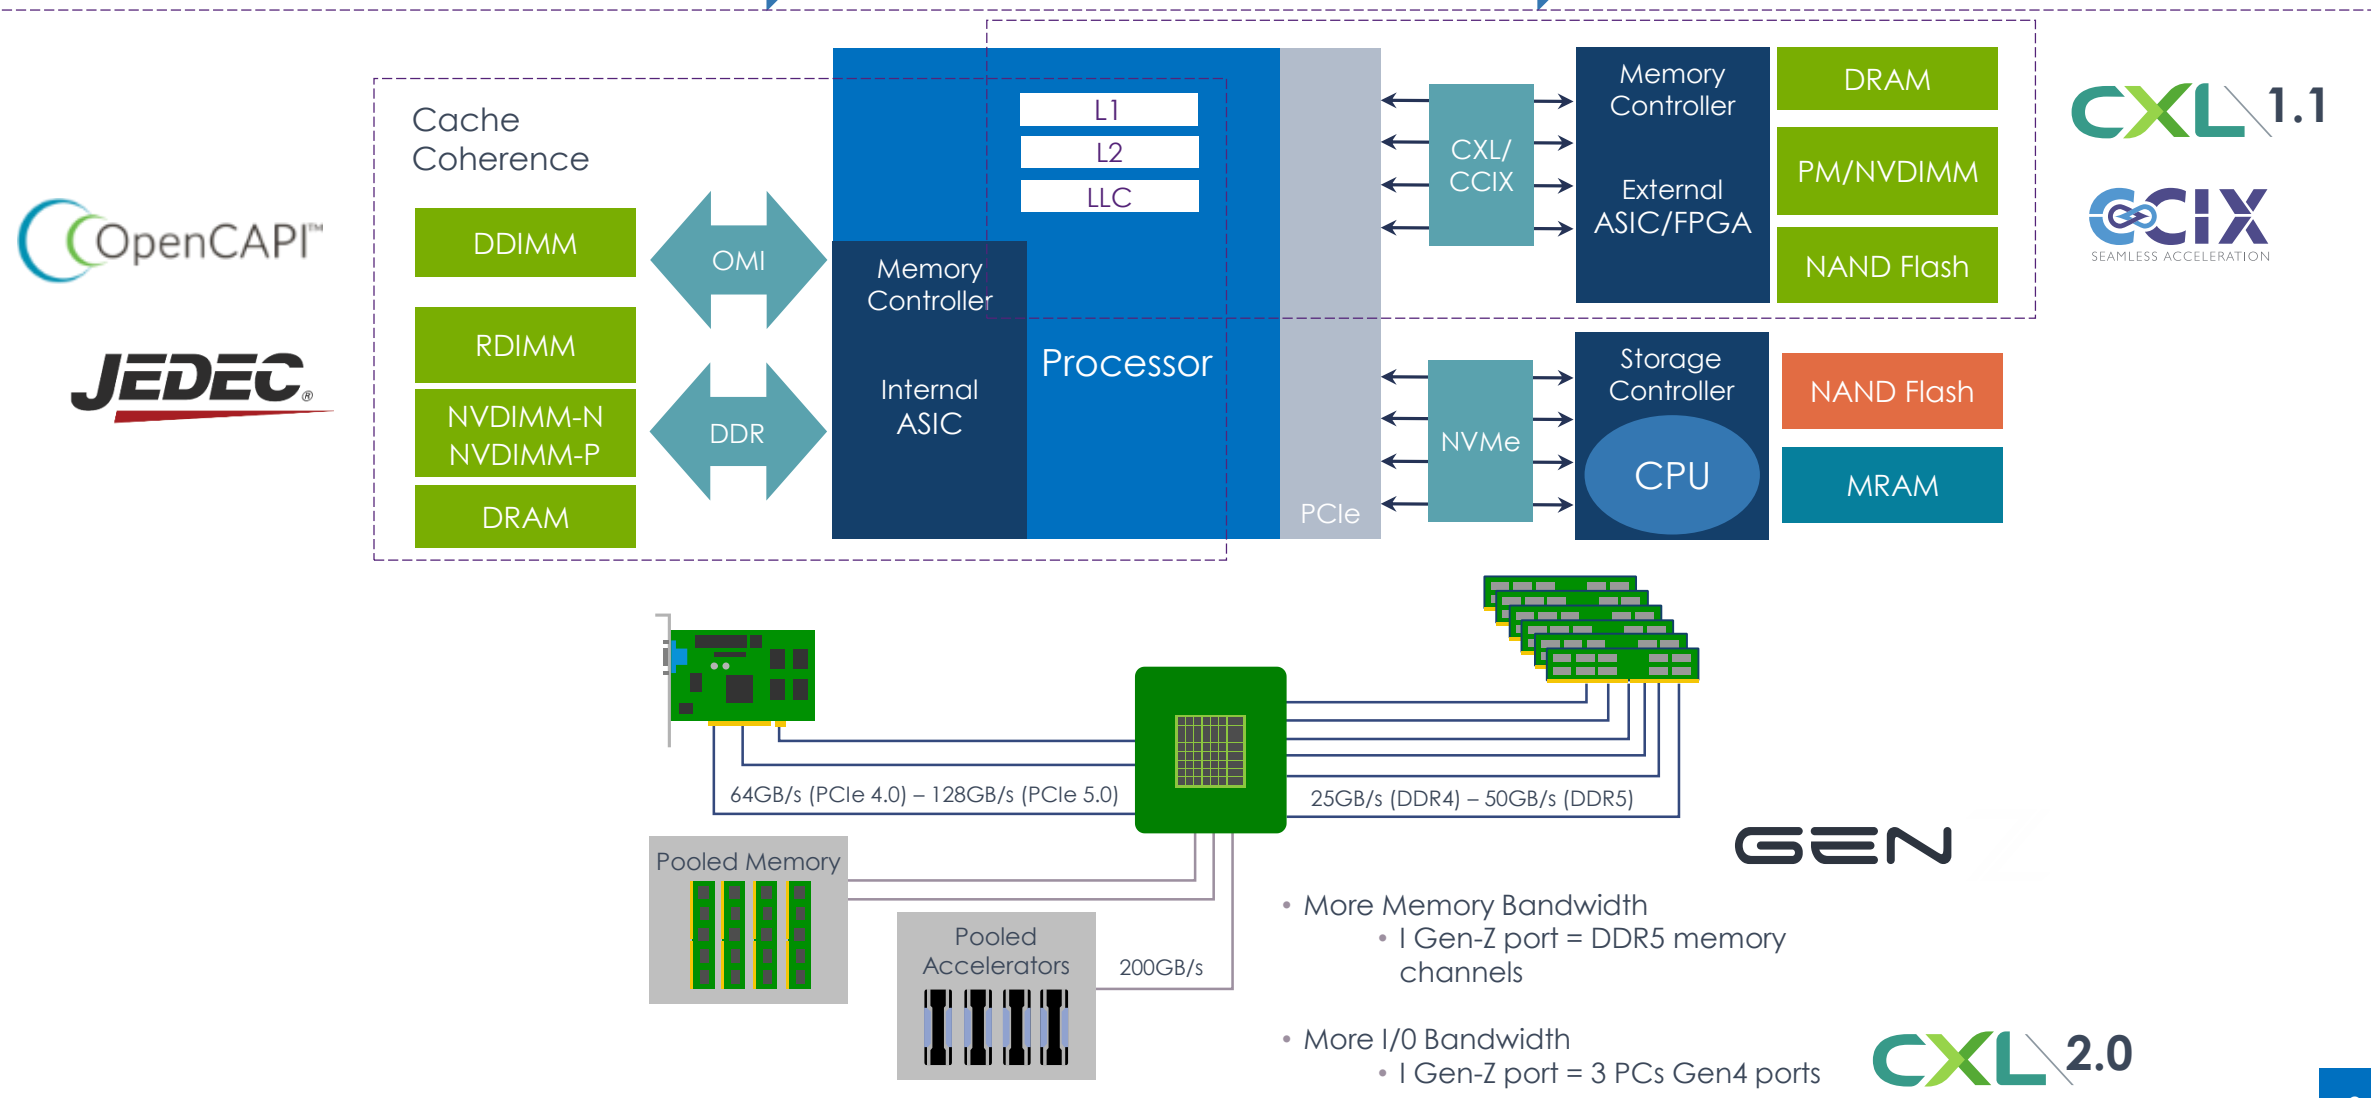 Cache
Coherence
OpenCAPI™
JEDEC®
DDIMM
RDIMM
NVDIMM-N
NVDIMM-P
DRAM
OMI
DDR
L1
L2
LLC
Memory
Controller
Internal
ASIC
Processor
PCIe
CXL/
CCIX
NVMe
Memory
Controller
External
ASIC/FPGA
DRAM
PM/NVDIMM
NAND Flash
Storage
Controller
CPU
NAND Flash
MRAM
CXL 1.1
CCIX
SEAMLESS ACCELERATION
64GB/s (PCIe 4.0) – 128GB/s (PCIe 5.0)
25GB/s (DDR4) – 50GB/s (DDR5)
Pooled Memory
Pooled
Accelerators
200GB/s
GEN
• More Memory Bandwidth
• I Gen-Z port = DDR5 memory
channels
• More I/0 Bandwidth
• I Gen-Z port = 3 PCs Gen4 ports
CXL 2.0